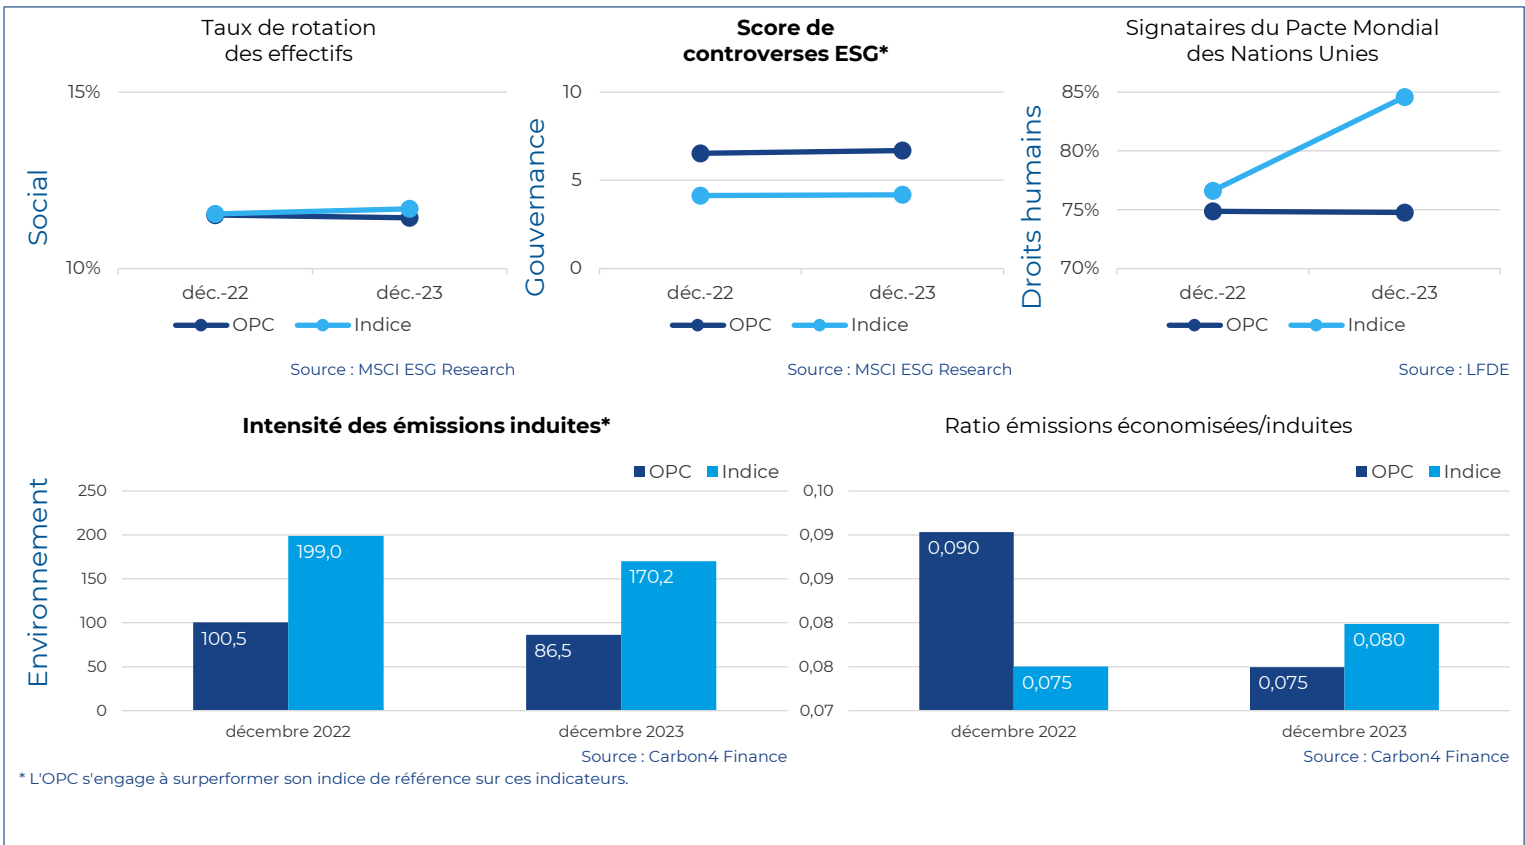 Taux de rotation
des effectifs
Social
15%
10%
déc.-22
déc.-23
OPC
Indice
Source : MSCI ESG Research
Score de
controverses ESG*
Gouvernance
10
5
0
déc.-22
déc.-23
OPC
Indice
Source : MSCI ESG Research
Signataires du Pacte Mondial
des Nations Unies
Droits humains
85%
80%
75%
70%
déc.-22
déc.-23
OPC
Indice
Source : LFDE
Environnement
Intensité des émissions induites*
OPC
Indice
250
200
150
100
50
0
100,5
199,0
86,5
170,2
décembre 2022
décembre 2023
Source : Carbon4 Finance
Ratio émissions économisées/induites
OPC
Indice
0,10
0,09
0,09
0,08
0,08
0,07
0,090
0,075
0,075
0,080
décembre 2022
décembre 2023
Source : Carbon4 Finance
* L'OPC s'engage à surperformer son indice de référence sur ces indicateurs.